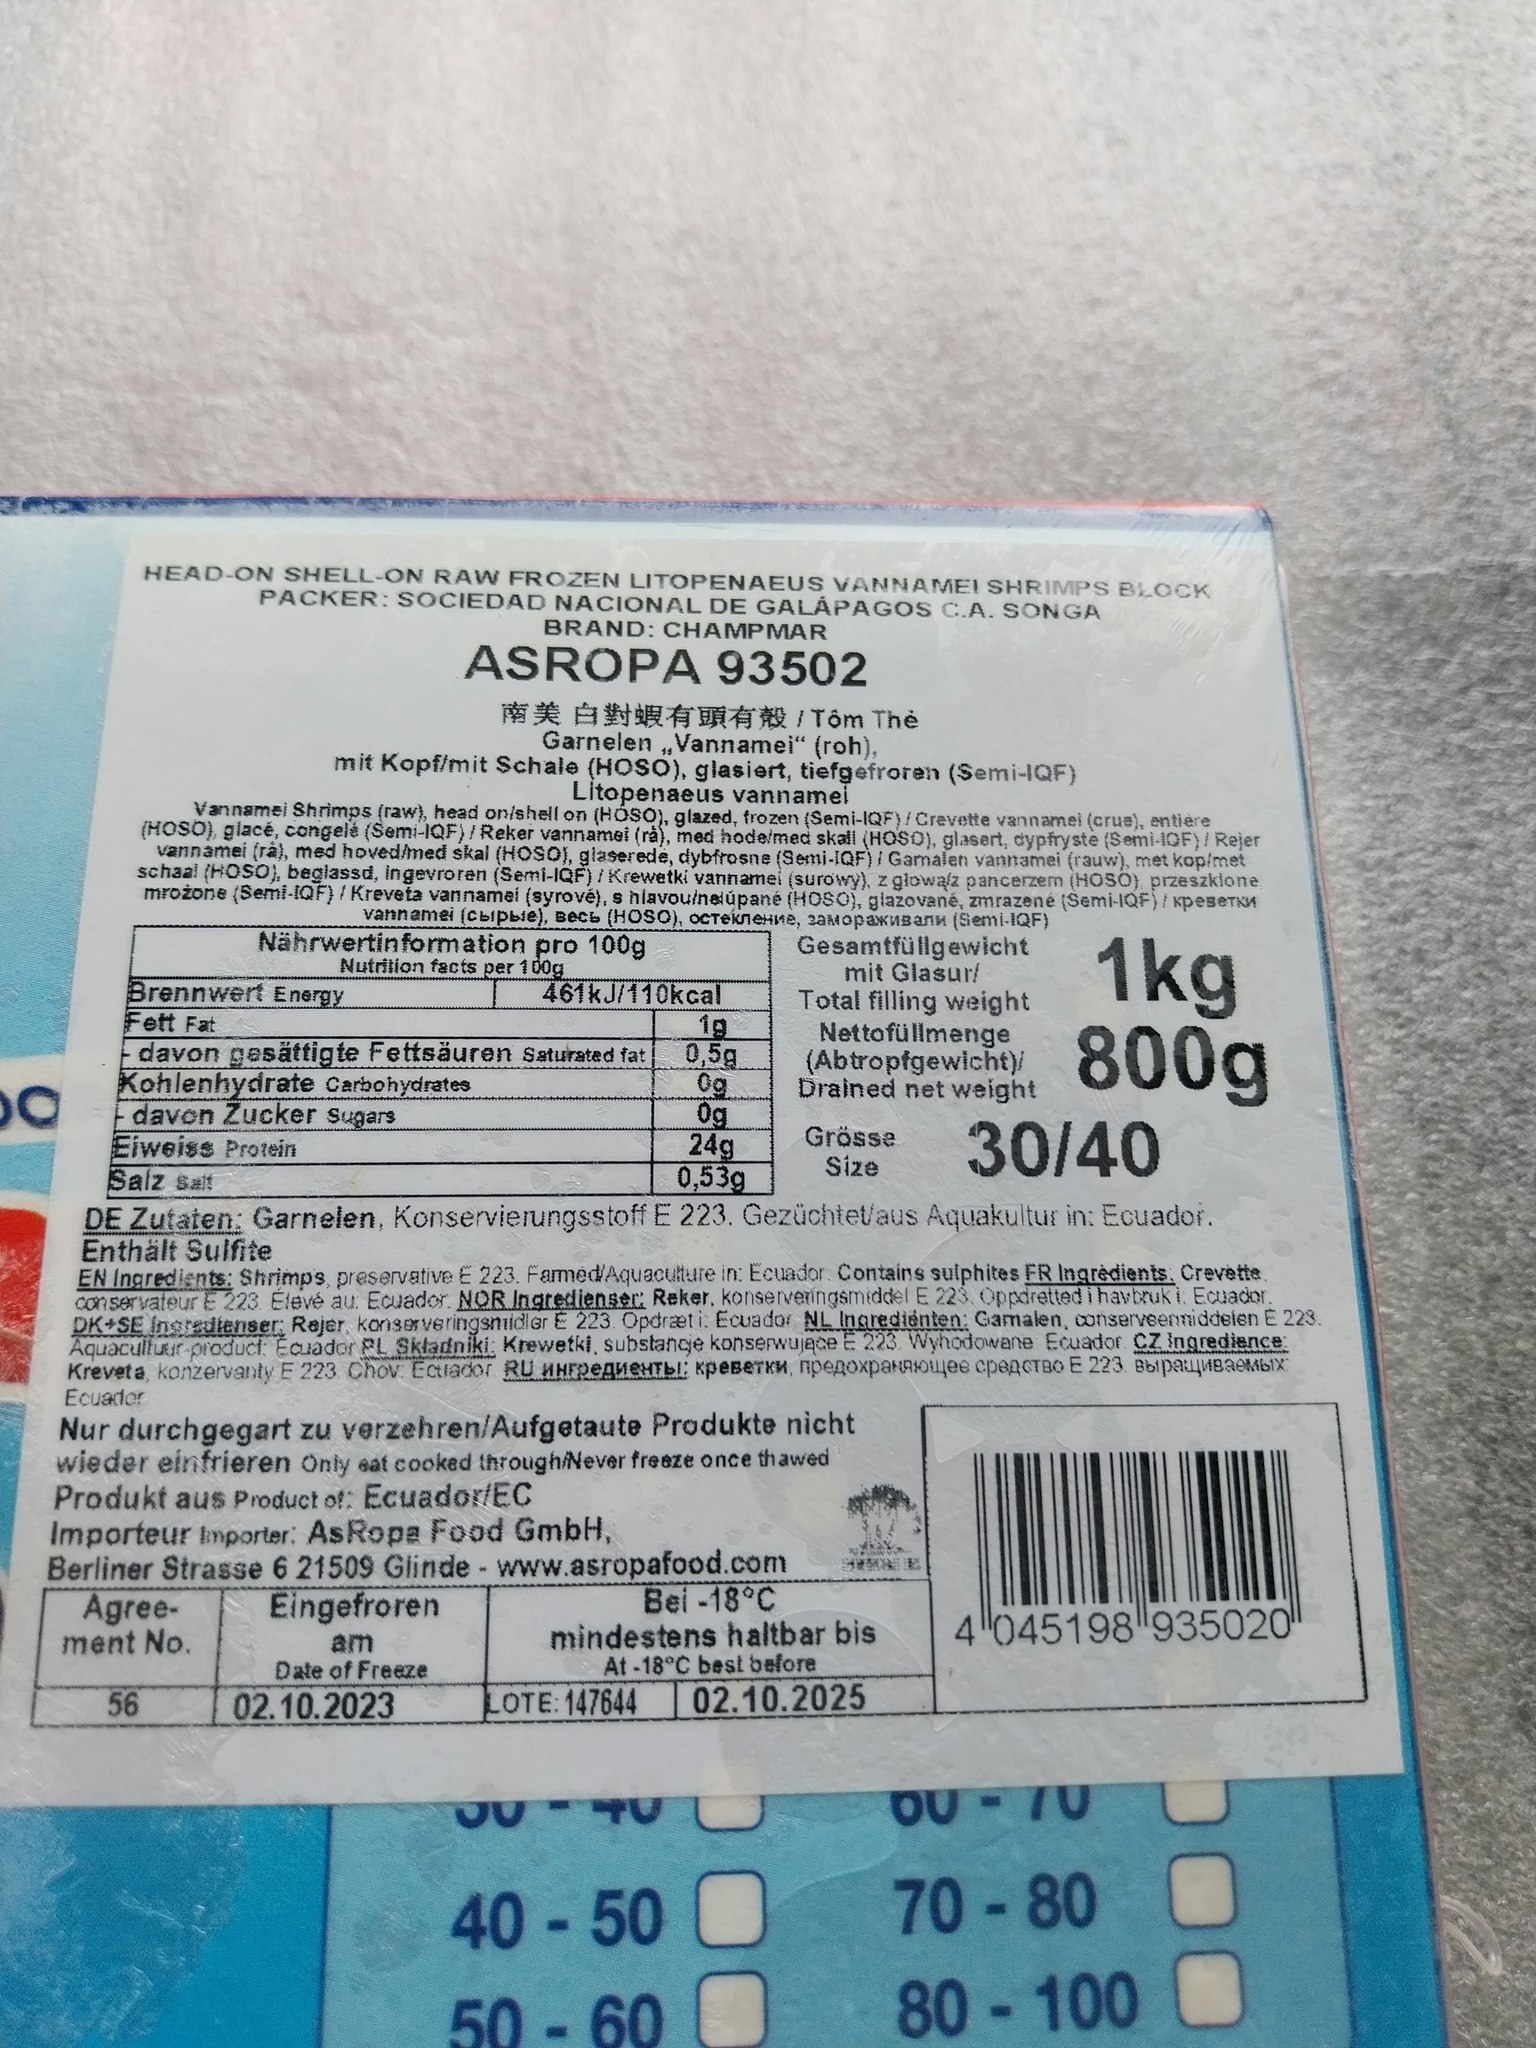 HEAD-ON SHELL-ON RAW FROZEN LITOPENAEUS VANNAMEI SHRIMPS BLOCK
PACKER: SOCIEDAD NACIONAL DE GALÁPAGOS C.A. SONGA
BRAND: CHAMPMAR
ASROPA 93502
南美 白對蝦有頭有殼 / Tôm Thẻ
Garnelen „Vannamei“ (roh),
mit Kopf/mit Schale (HOSO), glasiert, tiefgefroren (Semi-IQF)
Litopenaeus vannamei
Vannamei Shrimps (raw), head on/shell on (HOSO), glazed, frozen (Semi-IQF) / Crevette vannamei (crue), entière
(HOSO), glacé, congelé (Semi-IQF) / Reker vannamei (rå), med hode/med skall (HOSO), glasert, dypfryste (Semi-IQF) / Rejer
vannamei (rå), med hoved/med skal (HOSO), glaserede, dybfrosne (Semi-IQF) / Garnalen vannamei (rauw), met kop/met
schaal (HOSO), beglassd, ingevroren (Semi-IQF) / Krewetki vannamei (surowy), z głową/z pancerzem (HOSO), przeszklone,
mrożone (Semi-IQF) / Kreveta vannamei (syrové), s hlavou/nelúpané (HOSO), glazované, zmrazené (Semi-IQF) / креветки
vannamei (сырые), весь (HOSO), остекление, замораживали (Semi-IQF)
Nährwertinformation pro 100g
Nutrition facts per 100g
Brennwert Energy 461kJ/110kcal
Fett Fat 1g
- davon gesättigte Fettsäuren Saturated fat 0,5g
Kohlenhydrate Carbohydrates 0g
- davon Zucker Sugars 0g
Eiweiss Protein 24g
Salz Salt 0,53g
Gesamtfüllgewicht
mit Glasur/
Total filling weight 1kg
Nettofüllmenge
(Abtropfgewicht)/
Drained net weight 800g
Grösse
Size 30/40
DE Zutaten: Garnelen, Konservierungsstoff E 223. Gezüchtet/aus Aquakultur in: Ecuador.
Enthält Sulfite
EN Ingredients: Shrimps, preservative E 223. Farmed/Aquaculture in: Ecuador. Contains sulphites FR Ingrédients: Crevette,
conservateur E 223. Élevé au: Ecuador. NOR Ingredienser: Reker, konserveringsmiddel E 223. Oppdretted i havbruk i: Ecuador.
DK+SE Ingredienser: Rejer, konserveringsmidler E 223. Opdræt i: Ecuador NL Ingrediënten: Garnalen, conserveermiddelen E 223.
Aquacultuur-product: Ecuador PL Składniki: Krewetki, substancje konserwujące E 223. Wyhodowane: Ecuador. CZ Ingredience:
Kreveta, konzervanty E 223. Chov: Ecuador. RU ингредиенты: креветки, предохраняющее средство E 223. выращиваемых:
Ecuador
Nur durchgegart zu verzehren/Aufgetaute Produkte nicht
wieder einfrieren Only eat cooked through/Never freeze once thawed
Produkt aus Product of: Ecuador/EC
Importeur Importer: AsRopa Food GmbH,
Berliner Strasse 6 21509 Glinde - www.asropafood.com
Agree-
ment No.
56
Eingefroren
am
Date of Freeze
02.10.2023
Bei -18°C
mindestens haltbar bis
At -18°C best before
LOTE: 147644 02.10.2025
4 045198 935020
30 - 40 60 - 70
40 - 50 70 - 80
50 - 60 80 - 100